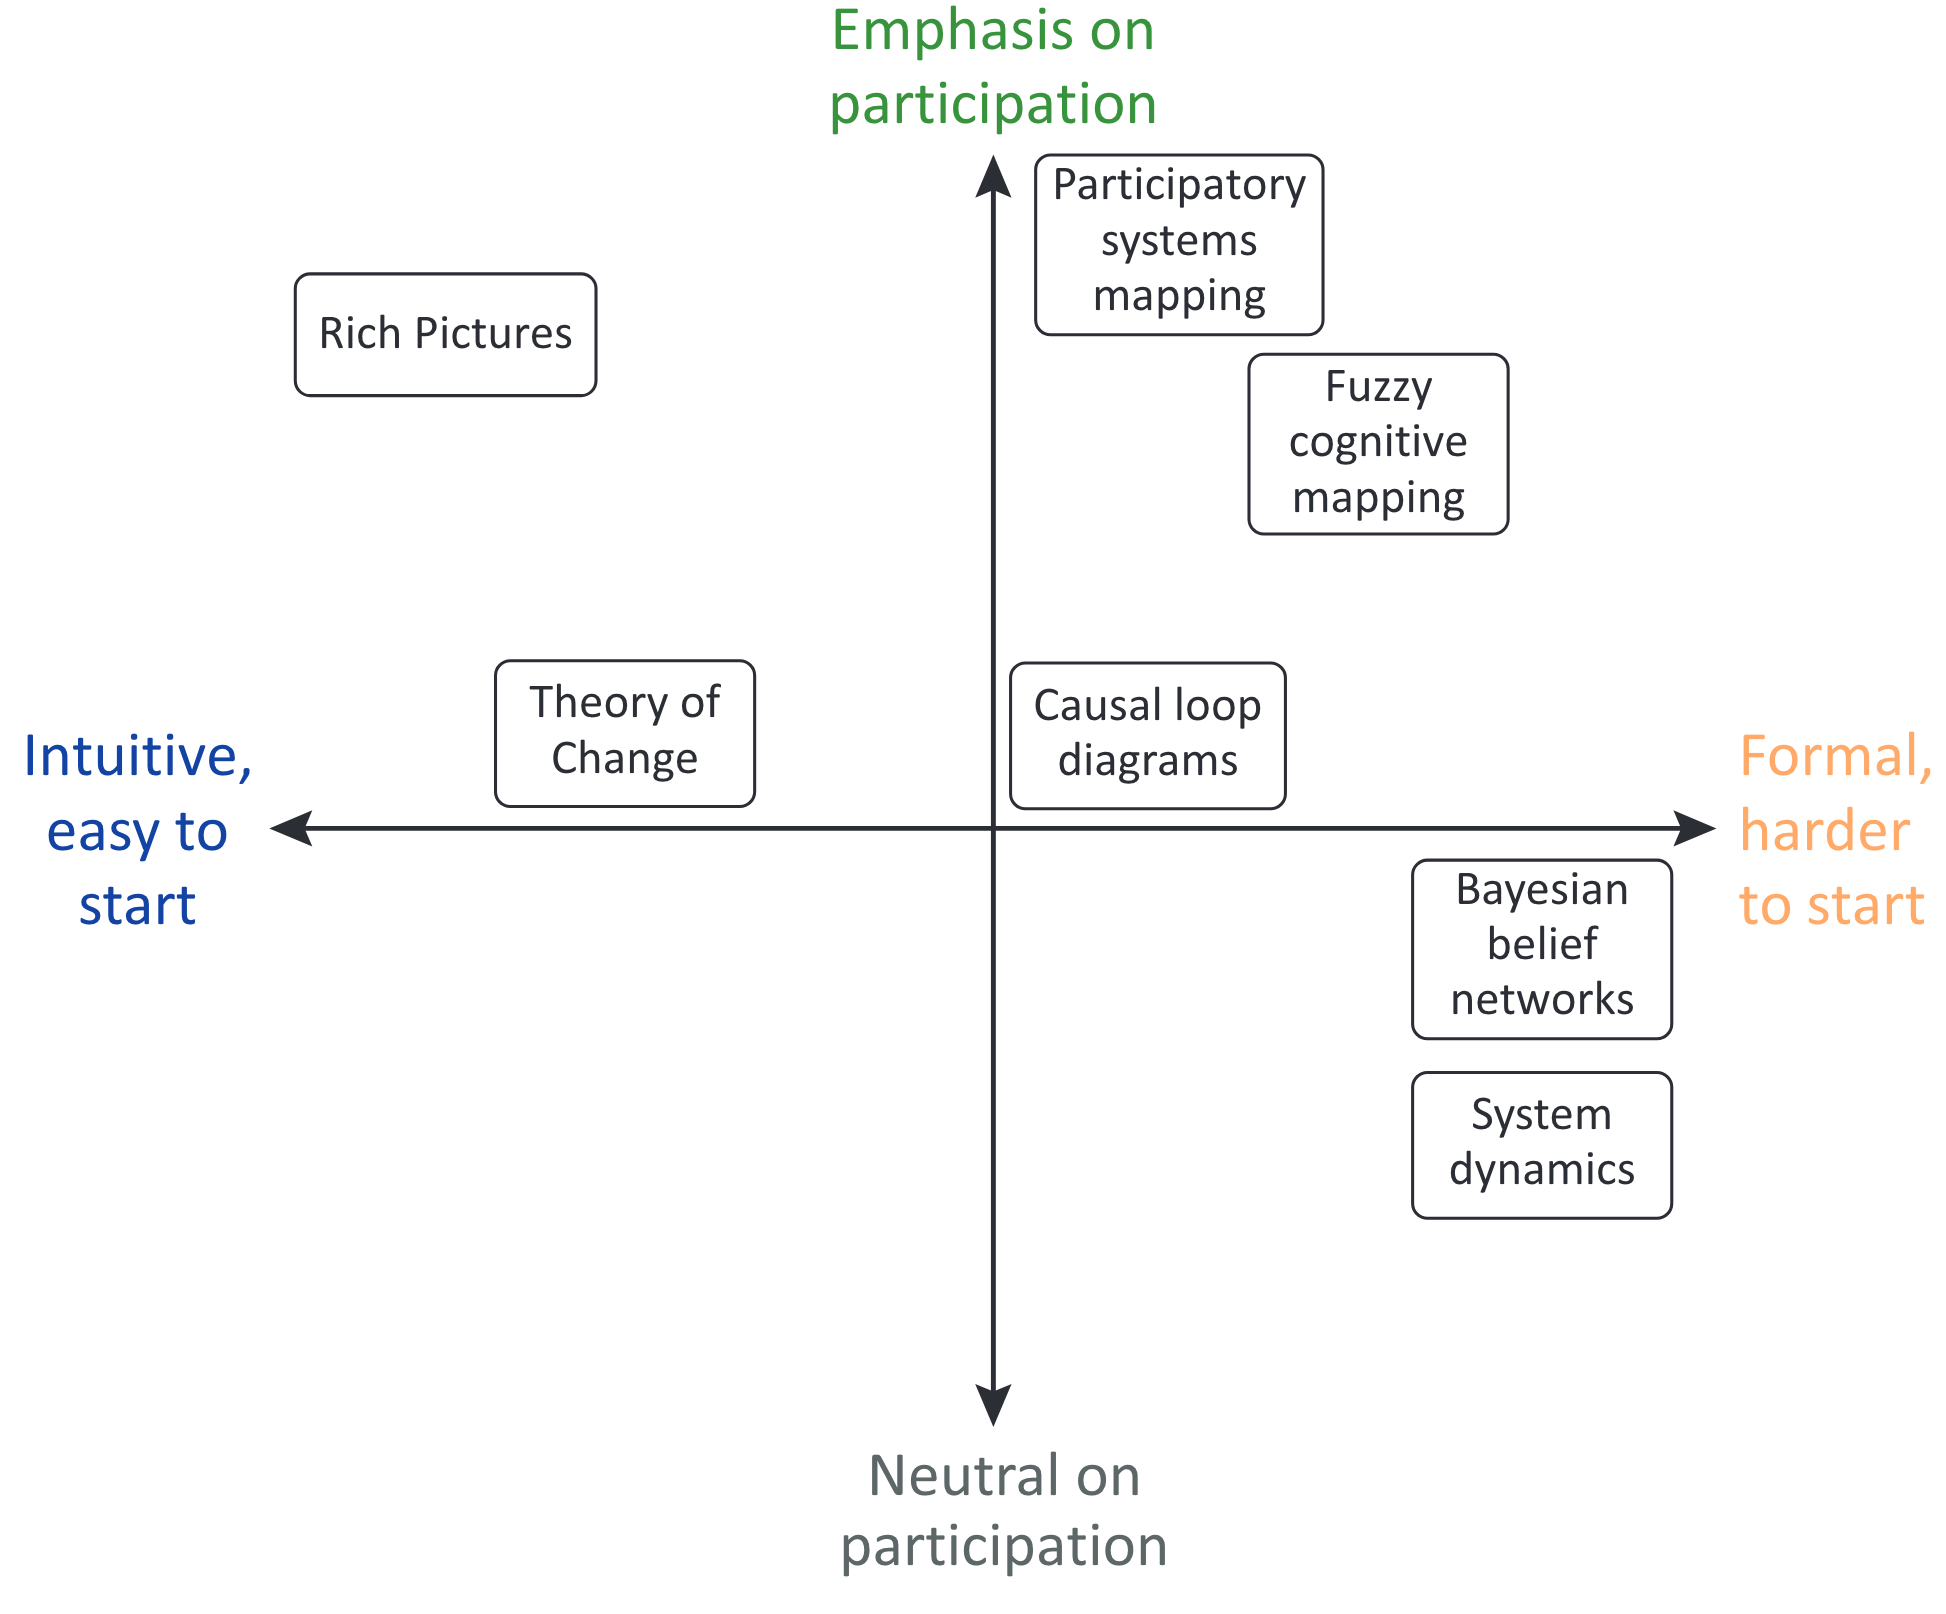 Emphasis on
participation
Participatory
systems
mapping
Rich Pictures
Fuzzy
cognitive
mapping
Theory of
Change
Causal loop
diagrams
Intuitive,
easy to
start
Formal,
harder
to start
Bayesian
belief
networks
System
dynamics
Neutral on
participation